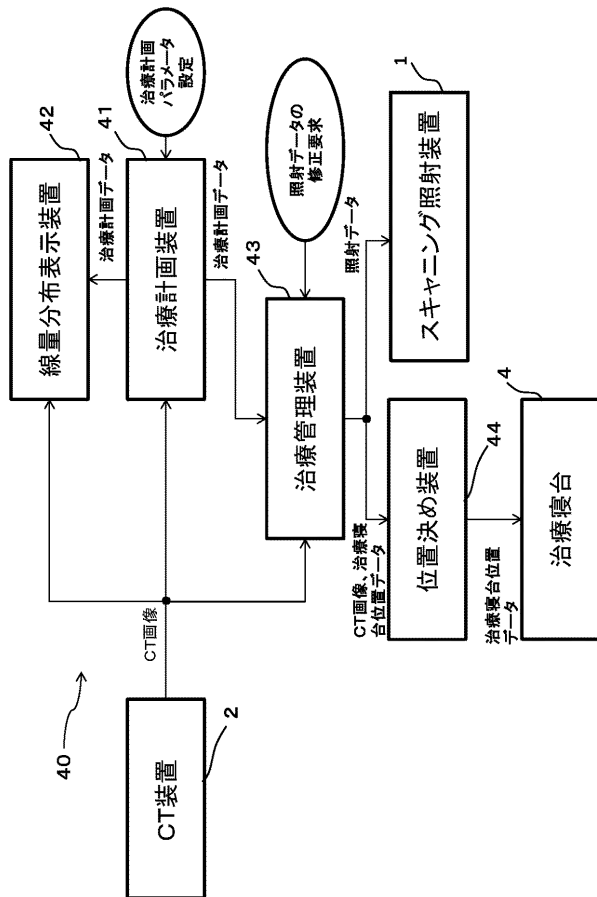 40
CT装置
2
CT画像
線量分布表示装置
42
治療計画データ
治療計画装置
41
治療計画
パラメータ
設定
治療計画データ
治療管理装置
43
照射データの
修正要求
CT画像、治療寝
台位置データ
照射データ
位置決め装置
44
スキャニング照射装置
1
治療寝台位置
データ
治療寝台
4